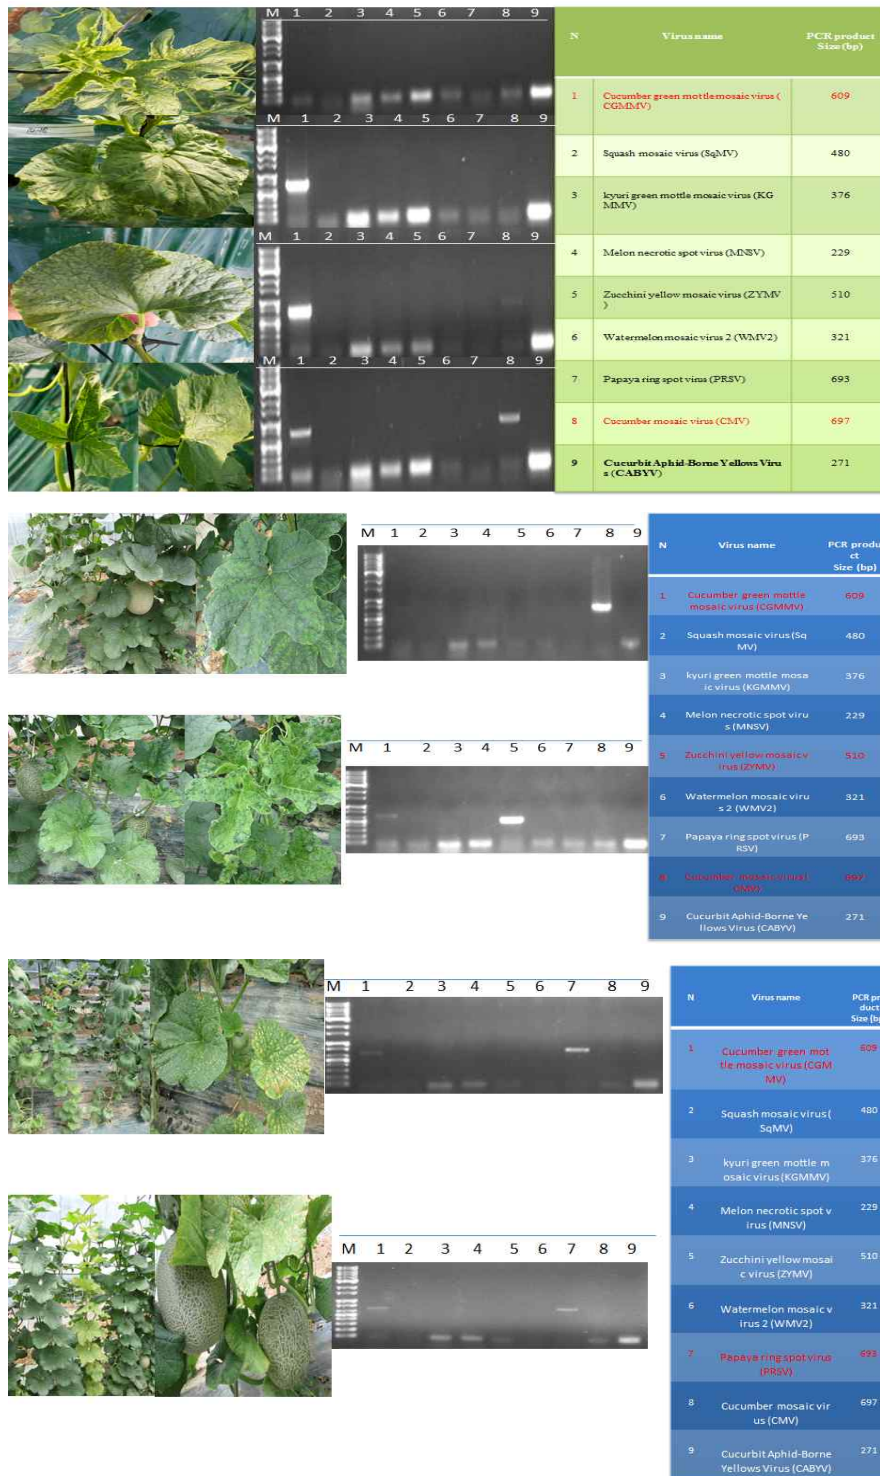 M 1 2 3 4 5 6 7 8 9
M 1 2 3 4 5 6 7 8 9
M 1 2 3 4 5 6 7 8 9
M 1 2 3 4 5 6 7 8 9
N Virus name PCR product
Size (bp)
1 Cucumber green mottlemosaic virus (
CGMMV) 609
2 Squash mosaic virus (SqMV) 480
3 kyuri green mottle mosaic virus (KG
MMV) 376
4 Melon necrotic spot virus (MNSV) 229
5 Zucchini yellow mosaic virus (ZYMV
) 510
6 Watermelon mosaic virus 2 (WMV2) 321
7 Papaya ring spot virus (PRSV) 693
8 Cucumber mosaic virus (CMV) 697
9 Cucurbit Aphid-Borne Yellows Viru
s (CABYV) 271
M 1 2 3 4 5 6 7 8 9
M 1 2 3 4 5 6 7 8 9
N Virus name PCR produ
ct
Size (bp)
1 Cucumber green mottle
mosaic virus (CGMMV) 609
2 Squash mosaic virus (Sq
MV) 480
3 kyuri green mottle mosa
ic virus (KGMMV) 376
4 Melon necrotic spot viru
s (MNSV) 229
5 Zucchini yellow mosaic v
irus (ZYMV) 510
6 Watermelon mosaic viru
s 2 (WMV2) 321
7 Papaya ring spot virus (P
RSV) 693
8 Cucumber mosaic virus (
CMV) 697
9 Cucurbit Aphid-Borne Ye
llows Virus (CABYV) 271
M 1 2 3 4 5 6 7 8 9
M 1 2 3 4 5 6 7 8 9
N Virus name PCR pr
duct
Size (bp
1 Cucumber green mot
tle mosaic virus (CGM
MV) 609
2 Squash mosaic virus (
SqMV) 480
3 kyuri green mottle m
osaic virus (KGMMV) 376
4 Melon necrotic spot v
irus (MNSV) 229
5 Zucchini yellow mosai
c virus (ZYMV) 510
6 Watermelon mosaic v
irus 2 (WMV2) 321
7 Papaya ring spot virus
(PRSV) 693
8 Cucumber mosaic vir
us (CMV) 697
9 Cucurbit Aphid-Borne
Yellows Virus (CABYV) 271